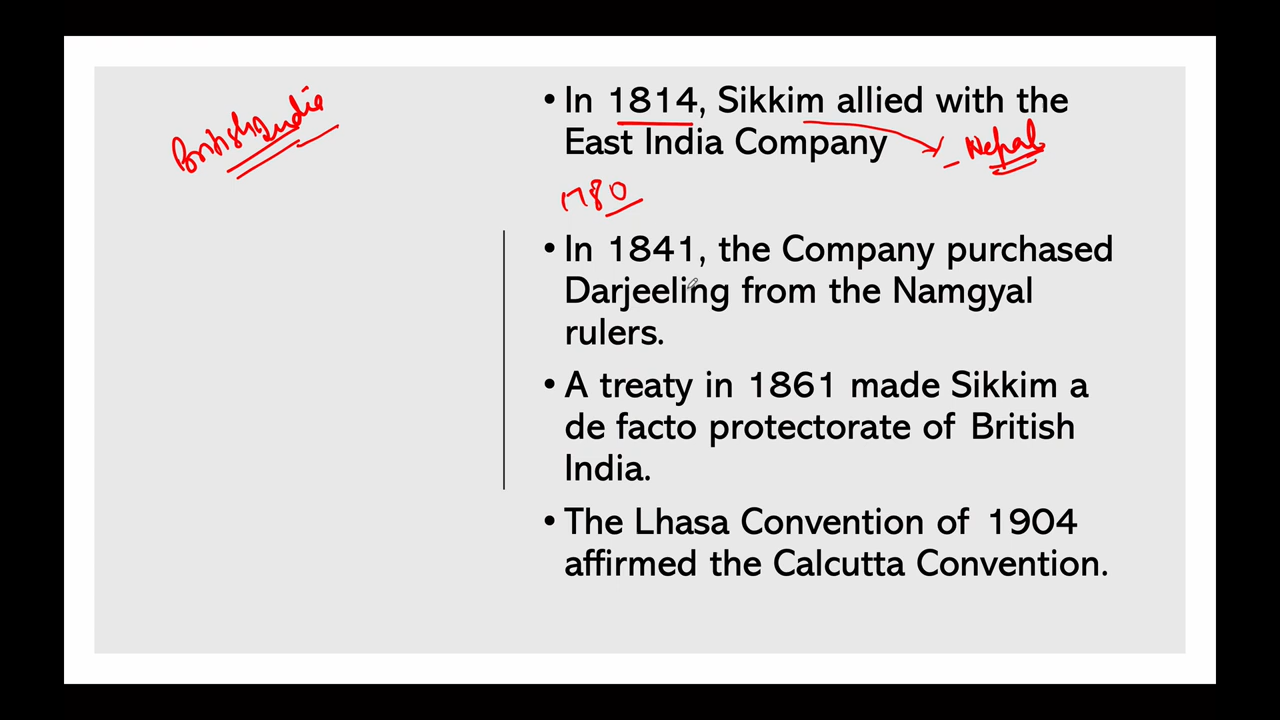 British India
• In 1814, Sikkim allied with the
East India Company
- Nepal
1780
• In 1841, the Company purchased
Darjeeling from the Namgyal
rulers.
• A treaty in 1861 made Sikkim a
de facto protectorate of British
India.
• The Lhasa Convention of 1904
affirmed the Calcutta Convention.